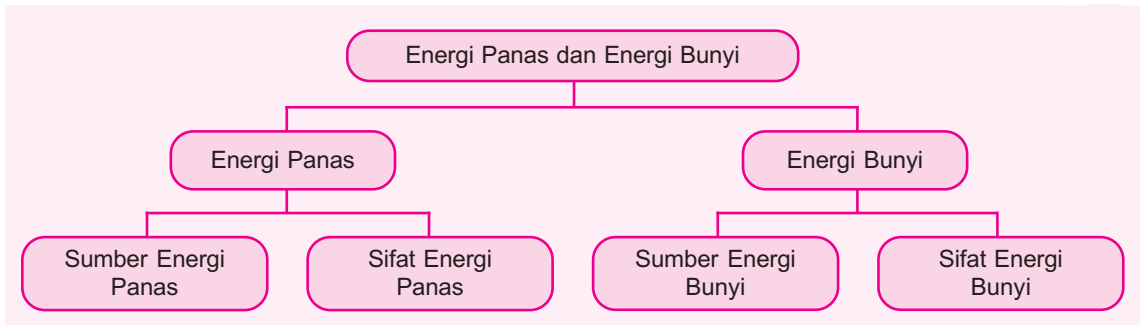 Energi Panas dan Energi Bunyi
Energi Panas
Energi Bunyi
Sumber Energi
Panas
Sifat Energi
Panas
Sumber Energi
Bunyi
Sifat Energi
Bunyi